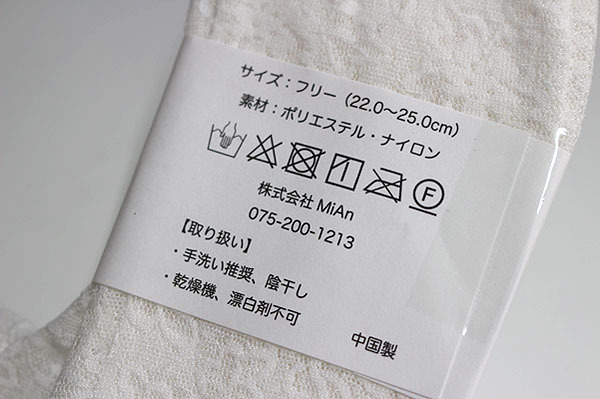 サイズ：フリー（22.0〜25.0cm）
素材：ポリエステル・ナイロン
F
株式会社 MiAn
075-200-1213
【取り扱い】
・手洗い推奨、陰干し
・乾燥機、漂白剤不可
中国製